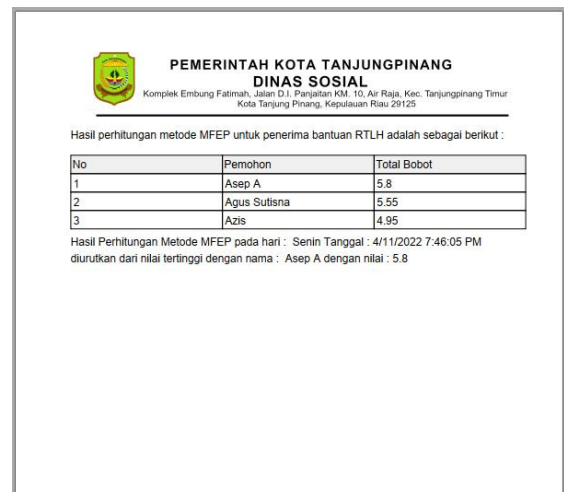 PEMERINTAH KOTA TANJUNGPINANG
DINAS SOSIAL
Komplek Embung Fatimah, Jalan D.I. Panjaitan KM. 10, Air Raja, Kec. Tanjungpinang Timur
Kota Tanjung Pinang, Kepulauan Riau 29125
Hasil perhitungan metode MFEP untuk penerima bantuan RTLH adalah sebagai berikut :
No Pemohon Total Bobot
1 Asep A 5.8
2 Agus Sutisna 5.55
3 Azis 4.95
Hasil Perhitungan Metode MFEP pada hari : Senin Tanggal : 4/11/2022 7:46:05 PM
diurutkan dari nilai tertinggi dengan nama : Asep A dengan nilai : 5.8